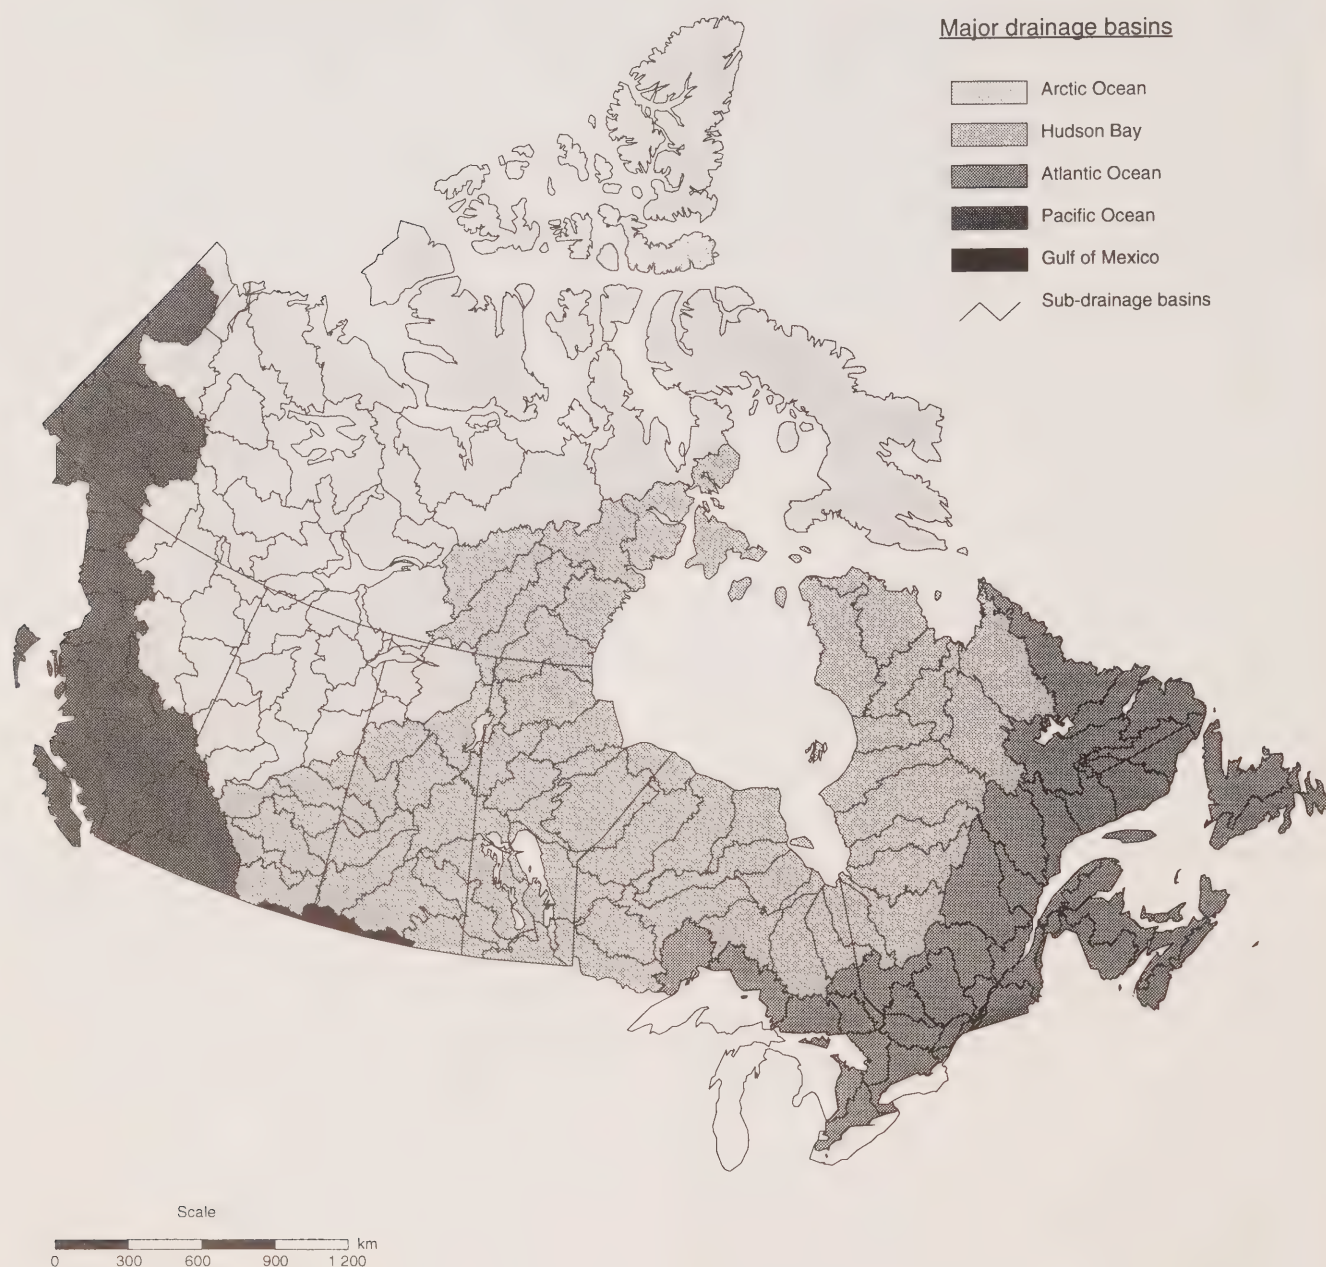 Major drainage basins
Arctic Ocean
Hudson Bay
Atlantic Ocean
Pacific Ocean
Gulf of Mexico
Sub-drainage basins
Scale
km
0 300 600 900 1 200